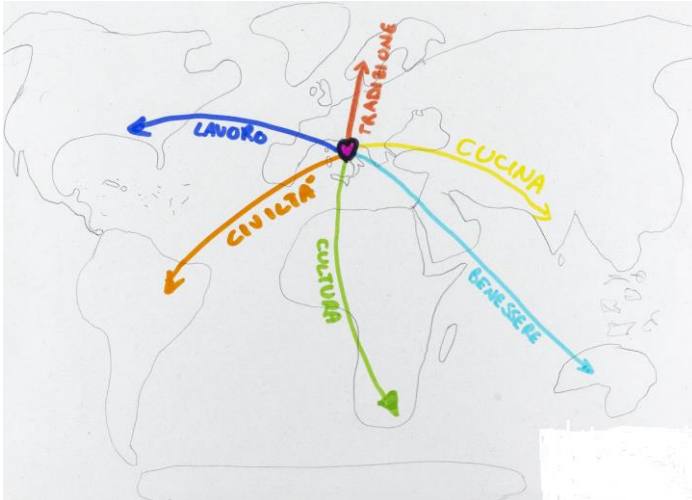 TRADIZIONE
LAVORO
CUCINA
CIVILTÀ
CULTURA
BENESSERE